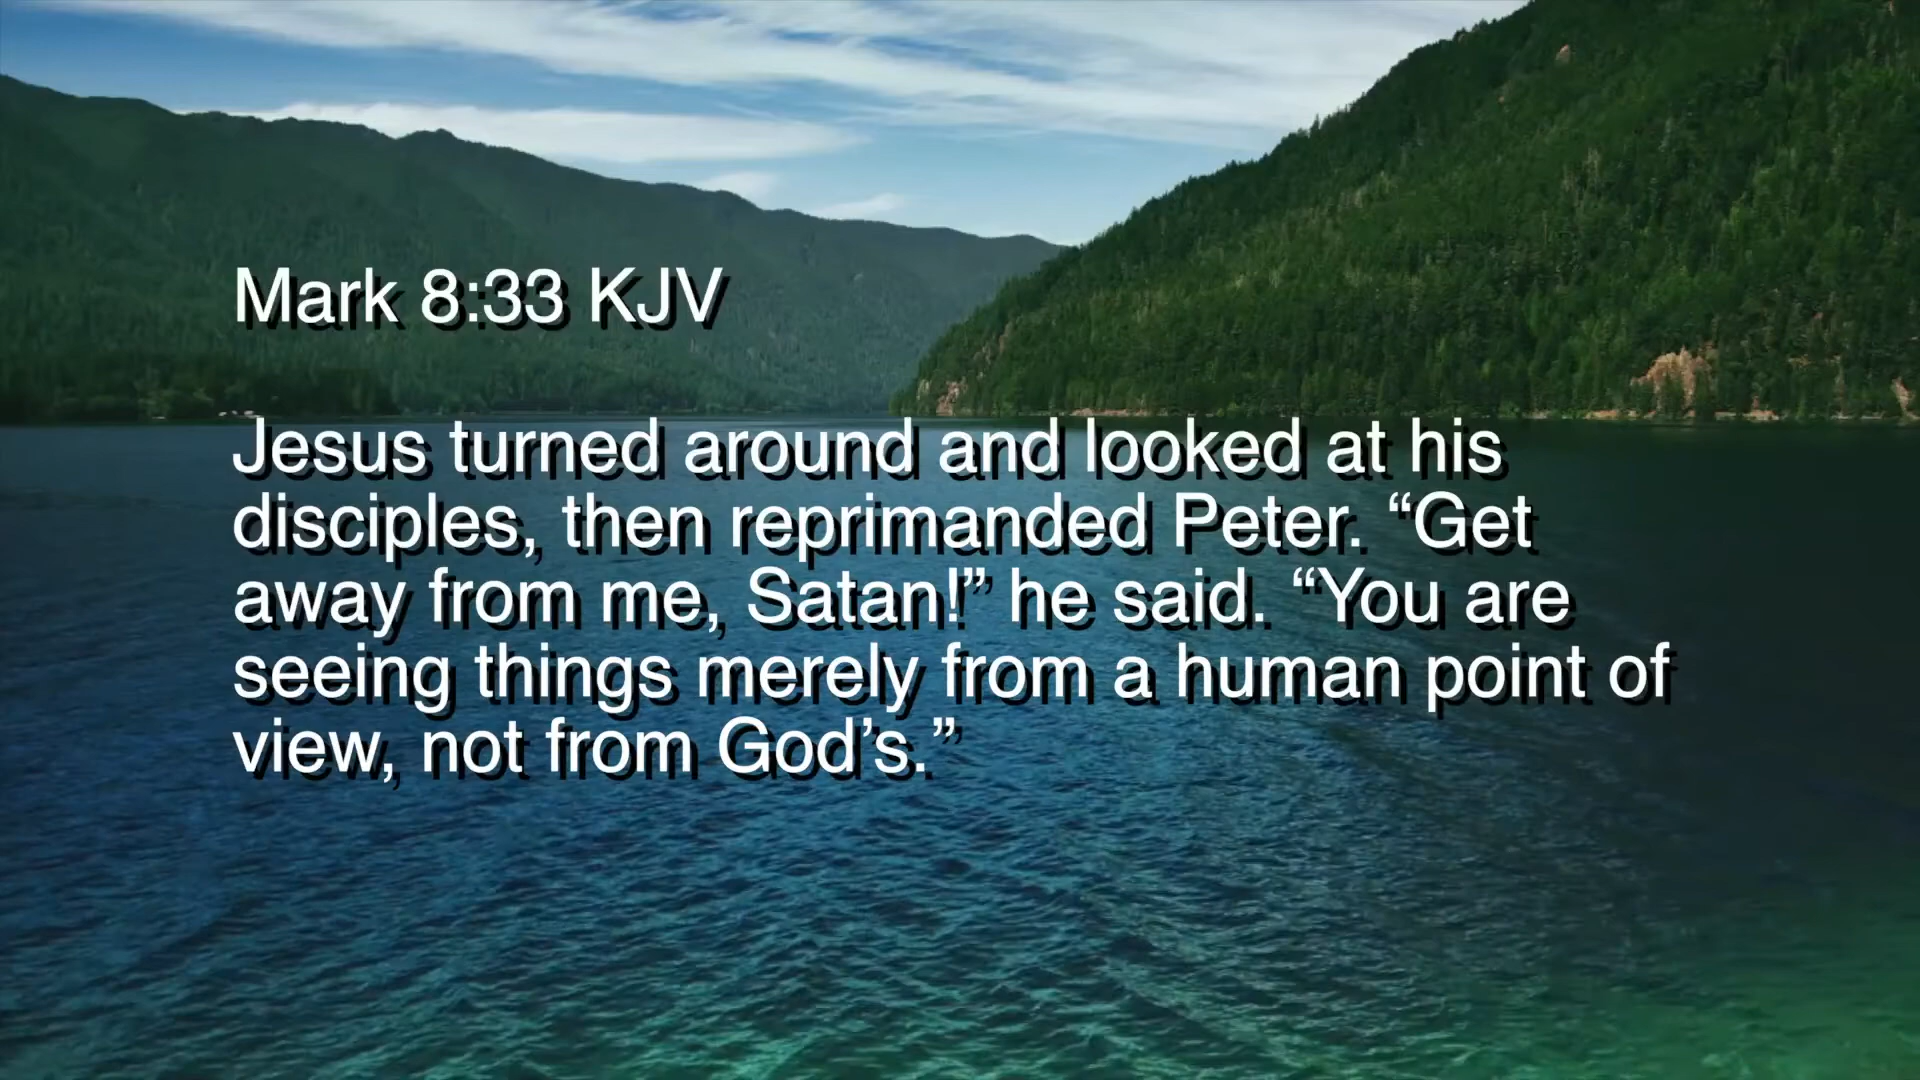 Mark 8:33 KJV
Jesus turned around and looked at his
disciples, then reprimanded Peter. “Get
away from me, Satan!” he said. “You are
seeing things merely from a human point of
view, not from God’s.”